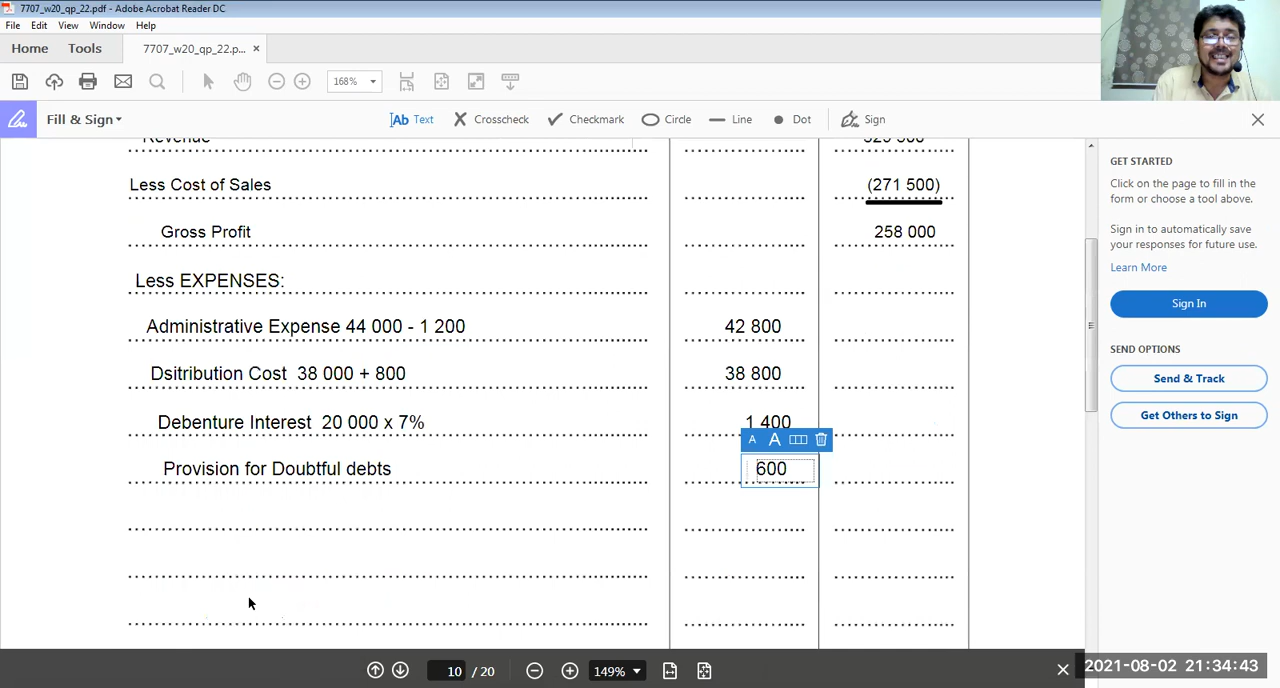 7707_w20_qp_22.pdf - Adobe Acrobat Reader DC
File Edit View Window Help
Home Tools 7707_w20_qp_22.p... ×
168%
Fill & Sign
Ab Text Crosscheck Checkmark Circle Line Dot Sign
Revenue
Less Cost of Sales (271 500)
Gross Profit 258 000
Less EXPENSES:
Administrative Expense 44 000 - 1 200 42 800
Dsitribution Cost 38 000 + 800 38 800
Debenture Interest 20 000 x 7% 1 400
A A
Provision for Doubtful debts 600
GET STARTED
Click on the page to fill in the
form or choose a tool above.
Sign in to automatically save
your responses for future use.
Learn More
Sign In
SEND OPTIONS
Send & Track
Get Others to Sign
10 / 20 149%
2021-08-02 21:34:43